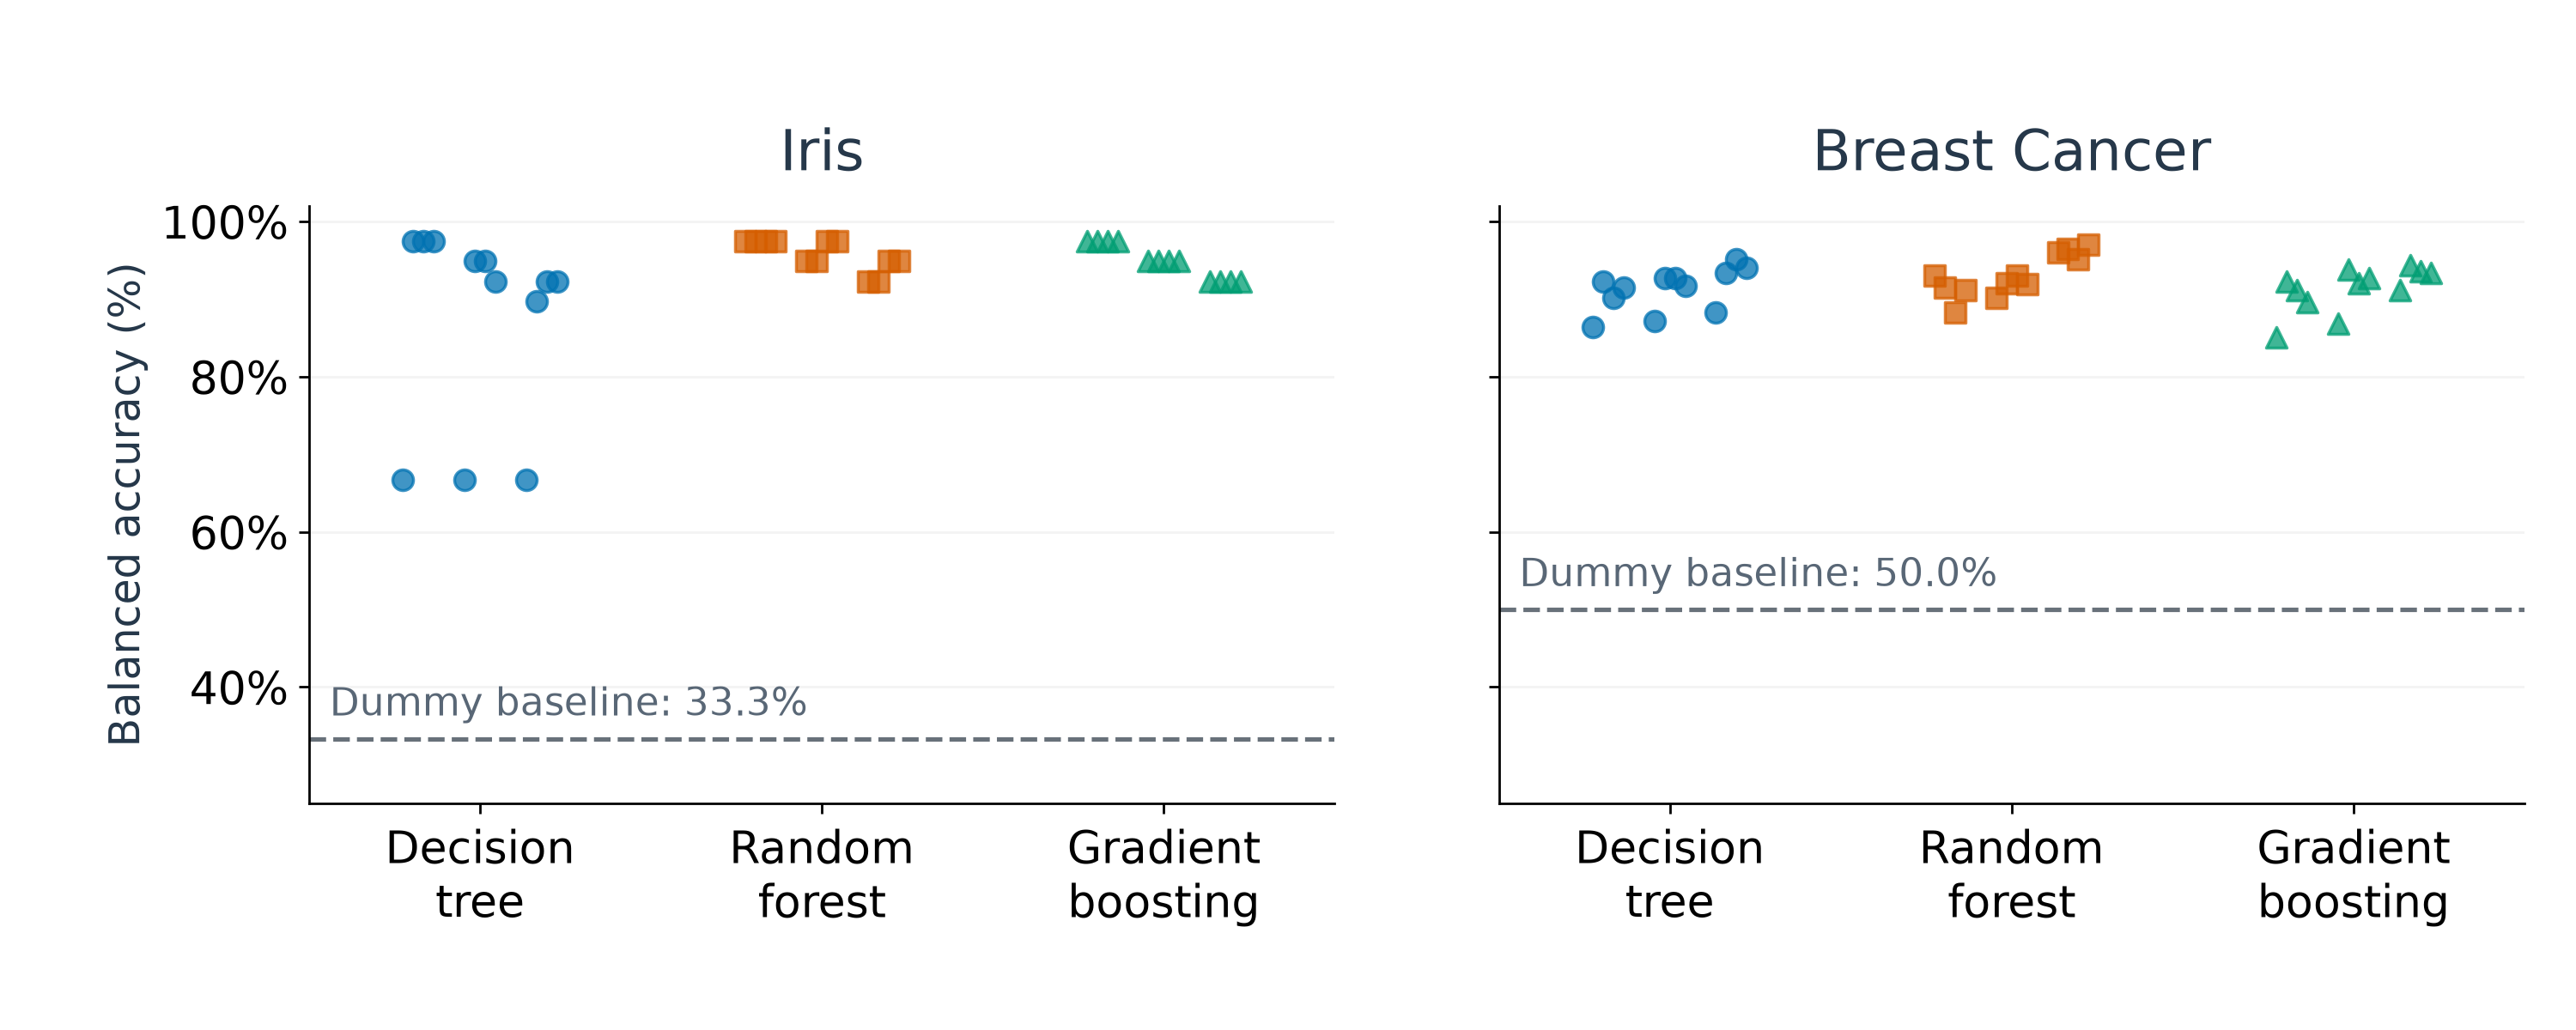 Iris
Breast Cancer
Balanced accuracy (%)
100%
80%
60%
40%
Dummy baseline: 33.3%
Dummy baseline: 50.0%
Decision
tree
Random
forest
Gradient
boosting
Decision
tree
Random
forest
Gradient
boosting